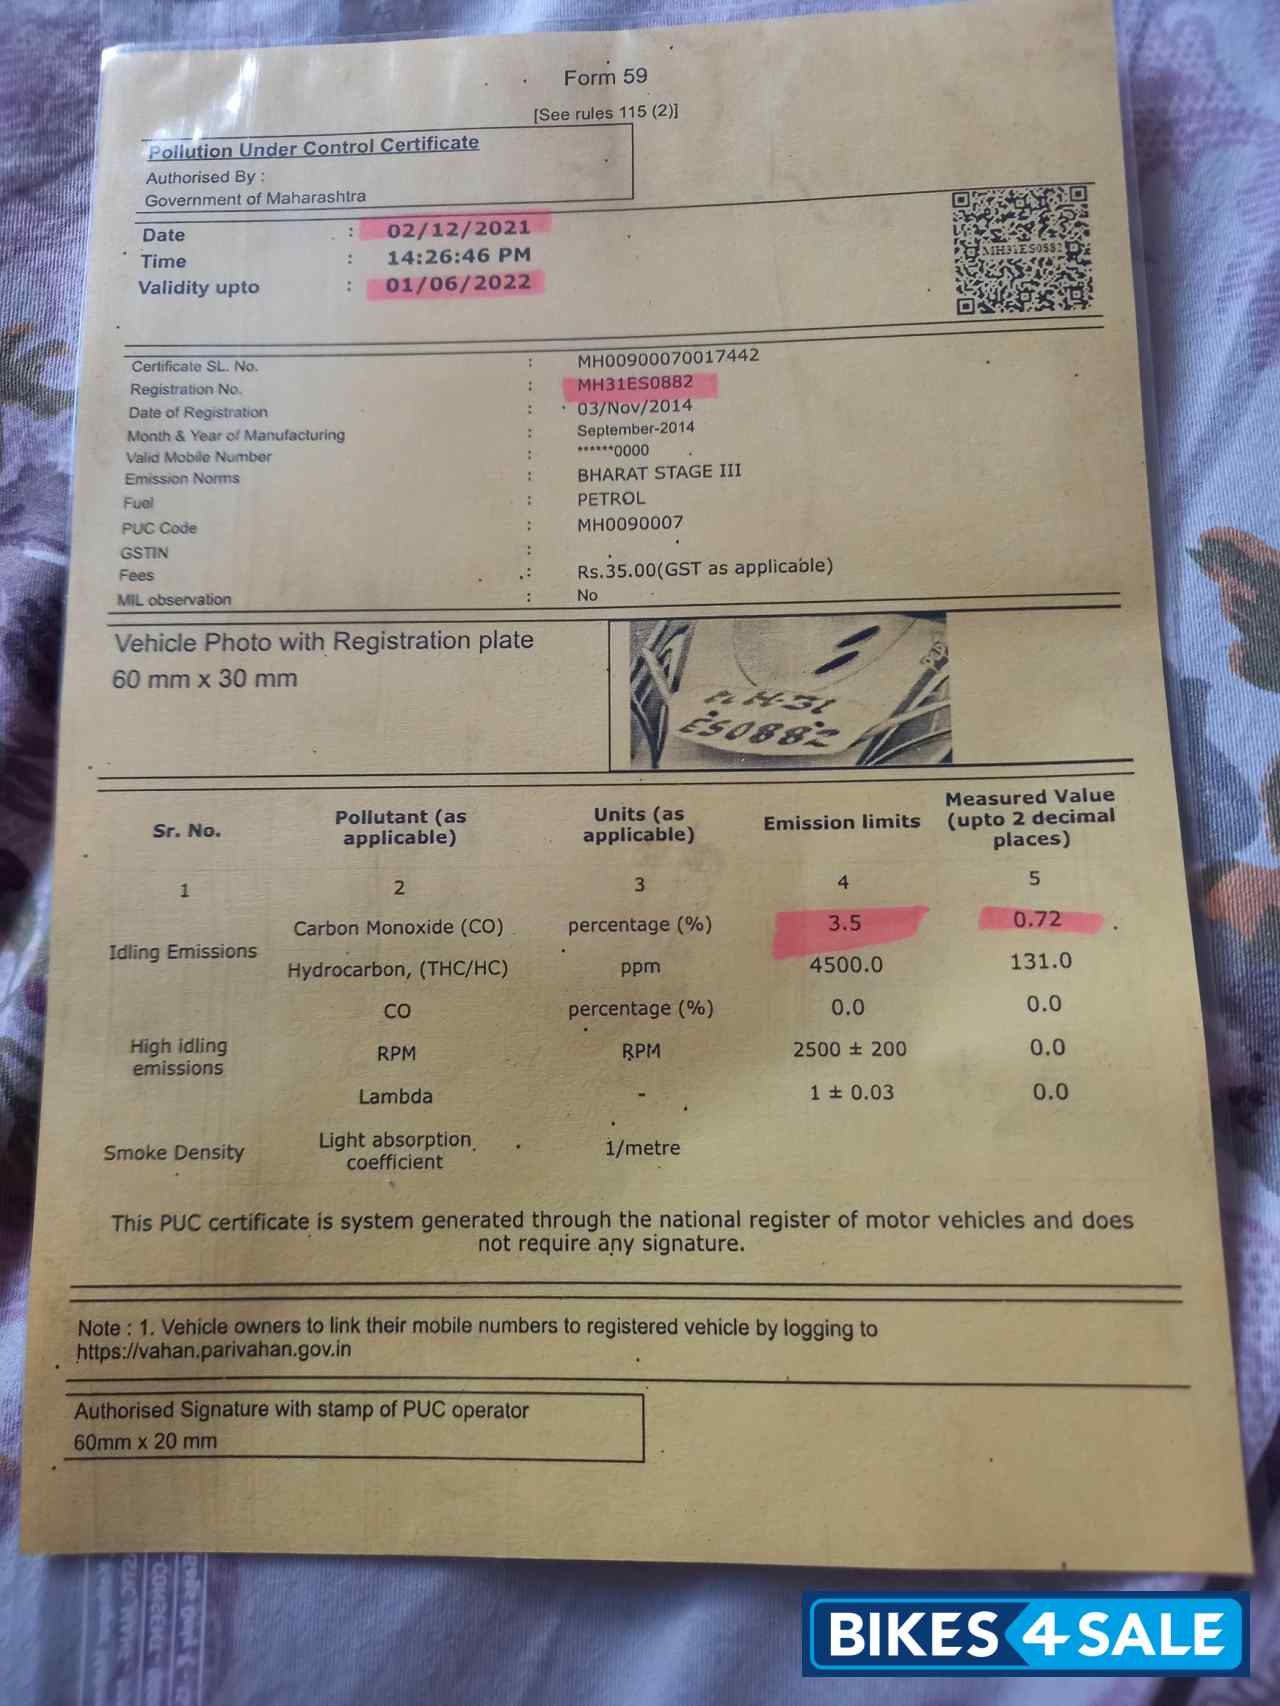 Form 59
[See rules 115 (2)]
Pollution Under Control Certificate
Authorised By :
Government of Maharashtra
Date : 02/12/2021
Time : 14:26:46 PM
Validity upto : 01/06/2022
MH31ES0882
Certificate SL. No. : MH00900070017442
Registration No. : MH31ES0882
Date of Registration : 03/Nov/2014
Month & Year of Manufacturing : September-2014
Valid Mobile Number : ******0000
Emission Norms : BHARAT STAGE III
Fuel : PETROL
PUC Code : MH0090007
GSTIN :
Fees : Rs.35.00(GST as applicable)
MIL observation : No
Vehicle Photo with Registration plate
60 mm x 30 mm
MH-31
ES0882
Sr. No. Pollutant (as applicable) Units (as applicable) Emission limits Measured Value (upto 2 decimal places)
1 2 3 4 5
Idling Emissions Carbon Monoxide (CO) percentage (%) 3.5 0.72
Hydrocarbon, (THC/HC) ppm 4500.0 131.0
High idling emissions CO percentage (%) 0.0 0.0
RPM RPM 2500 ± 200 0.0
Lambda - 1 ± 0.03 0.0
Smoke Density Light absorption coefficient 1/metre
This PUC certificate is system generated through the national register of motor vehicles and does
not require any signature.
Note : 1. Vehicle owners to link their mobile numbers to registered vehicle by logging to
https://vahan.parivahan.gov.in
Authorised Signature with stamp of PUC operator
60mm x 20 mm
BIKES4SALE